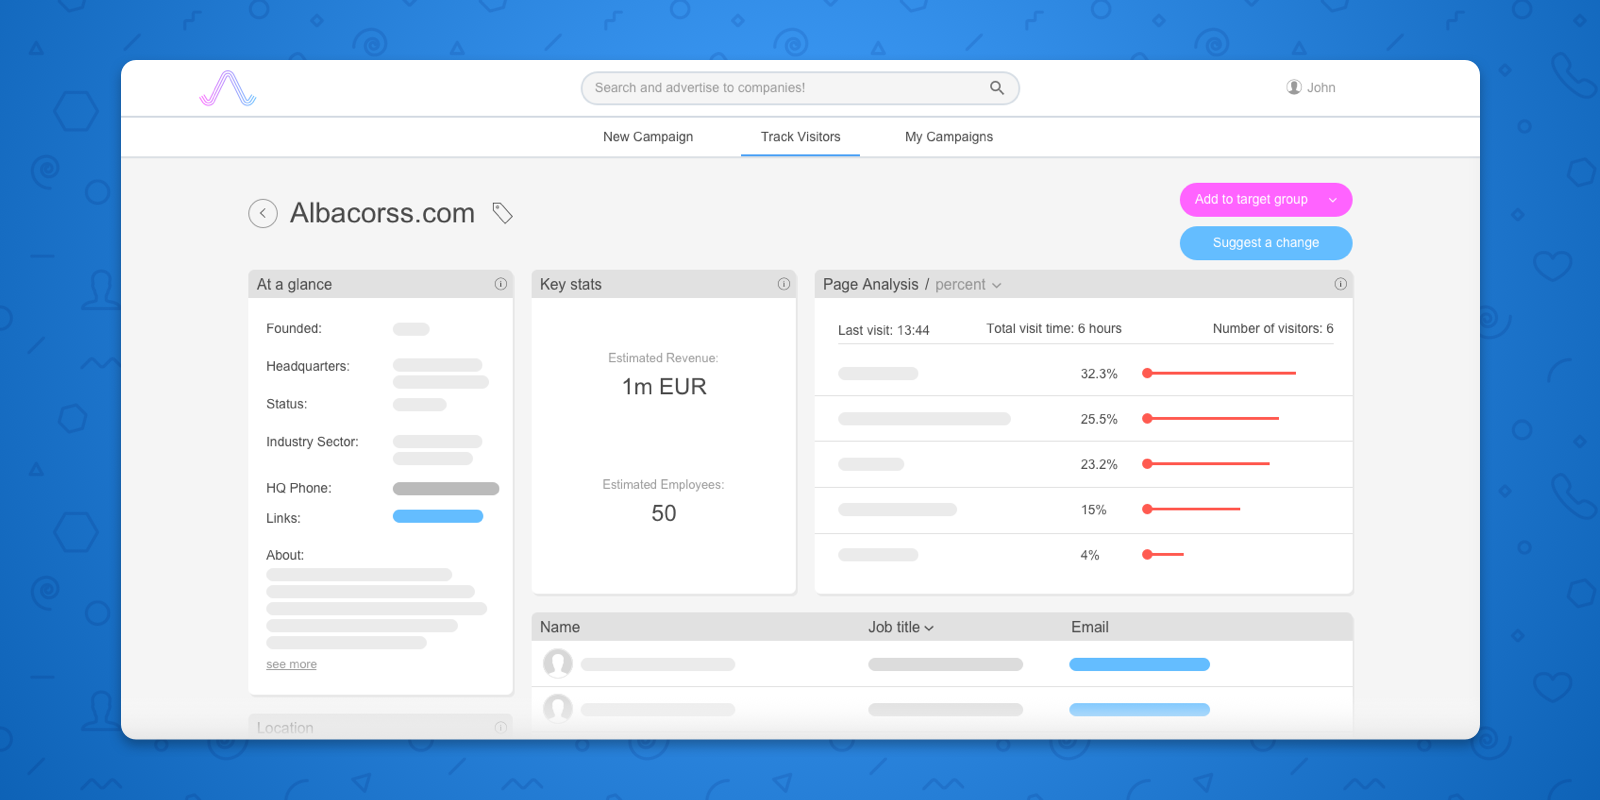 Search and advertise to companies!
John
New Campaign
Track Visitors
My Campaigns
Albacorss.com
Add to target group
Suggest a change
At a glance
Founded:
Headquarters:
Status:
Industry Sector:
HQ Phone:
Links:
About:
see more
Location
Key stats
Estimated Revenue:
1m EUR
Estimated Employees:
50
Page Analysis / percent
Last visit: 13:44 Total visit time: 6 hours Number of visitors: 6
32.3%
25.5%
23.2%
15%
4%
Name Job title Email